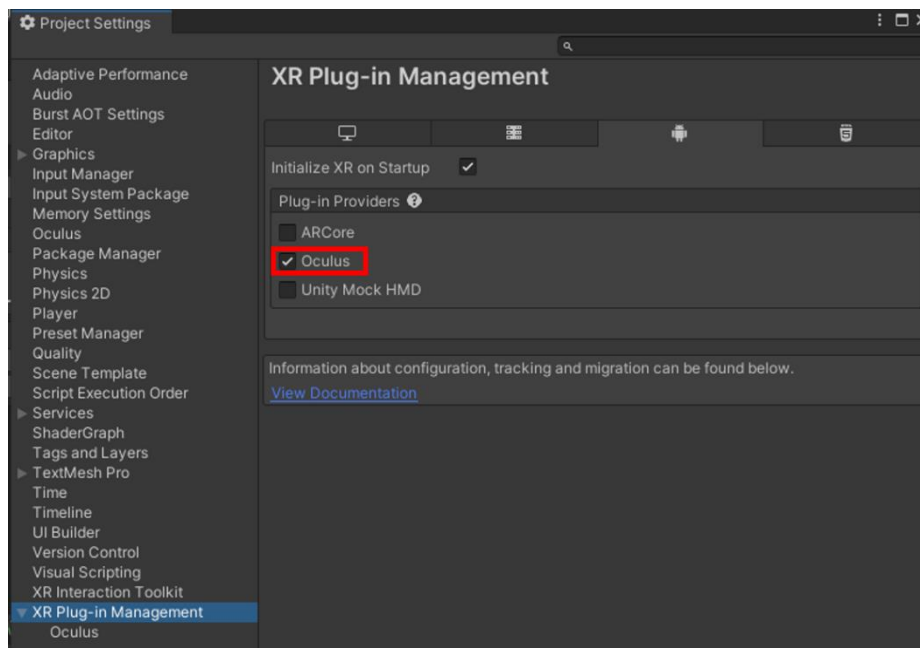 Project Settings
Adaptive Performance
Audio
Burst AOT Settings
Editor
Graphics
Input Manager
Input System Package
Memory Settings
Oculus
Package Manager
Physics
Physics 2D
Player
Preset Manager
Quality
Scene Template
Script Execution Order
Services
ShaderGraph
Tags and Layers
TextMesh Pro
Time
Timeline
UI Builder
Version Control
Visual Scripting
XR Interaction Toolkit
XR Plug-in Management
Oculus
XR Plug-in Management
Initialize XR on Startup
Plug-in Providers
ARCore
Oculus
Unity Mock HMD
Information about configuration, tracking and migration can be found below.
View Documentation